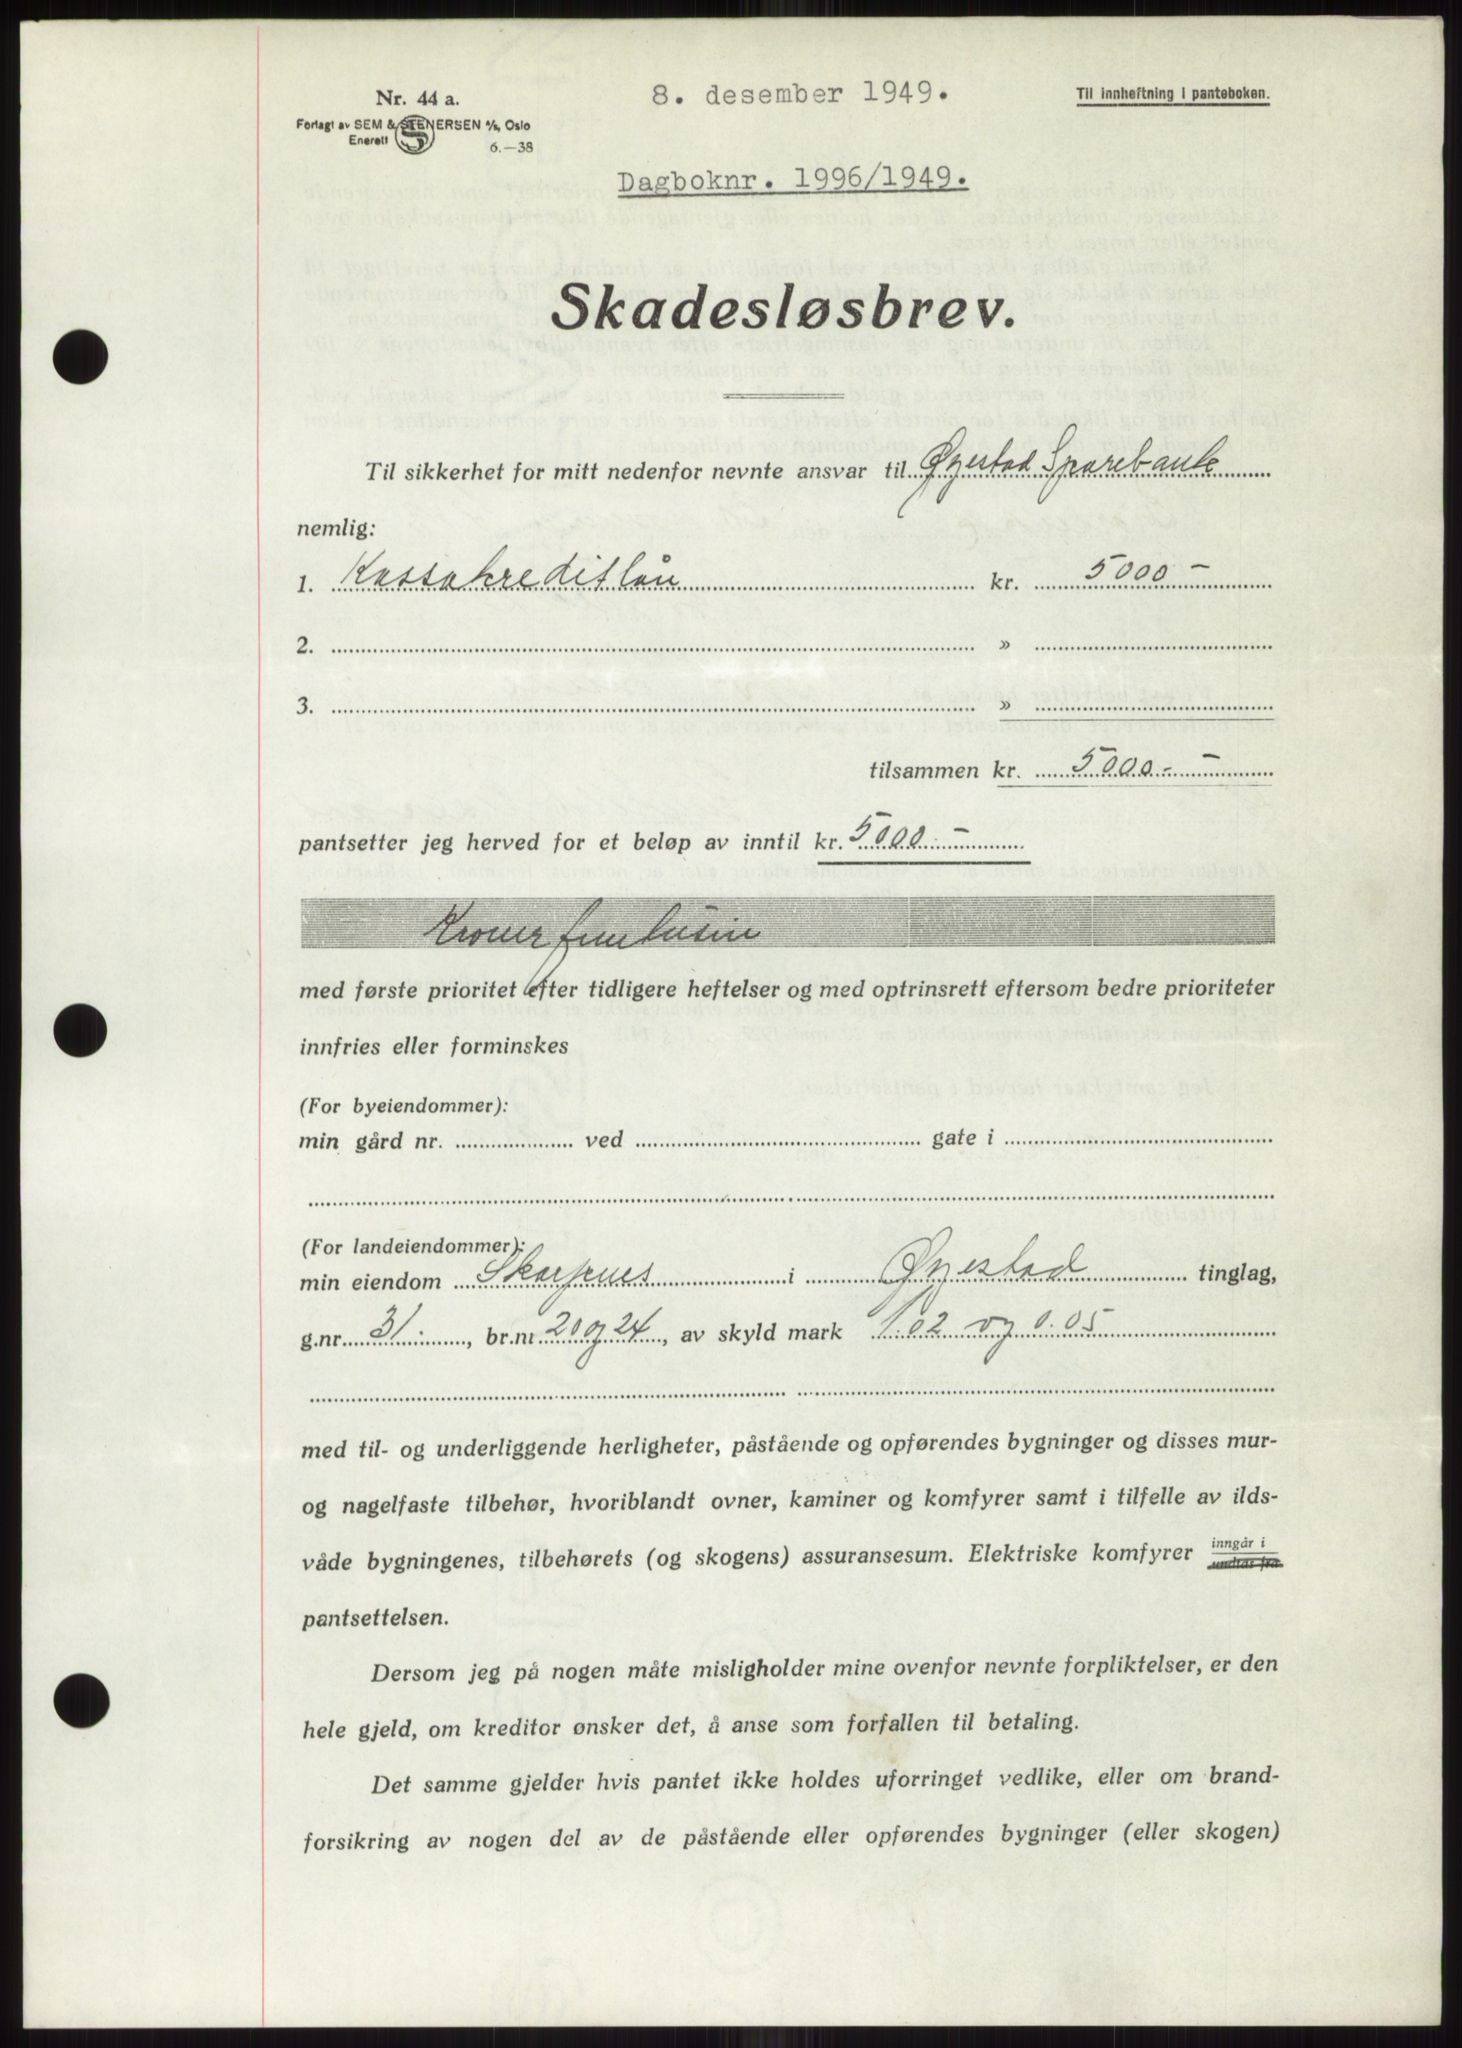 Nr. 44 a.
Forlagt av SEM & STENERSEN A/S, Oslo
Enerett
6.—38
8. desember 1949.
Til innheftning i panteboken.
Dagboknr. 1996/1949.
Skadesløsbrev.
Til sikkerhet for mitt nedenfor nevnte ansvar til Øyestad Sparebank
nemlig:
1. Kassakreditlån kr. 5000 —
2. »
3. »
tilsammen kr. 5000.— —
pantsetter jeg herved for et beløp av inntil kr. 5000 —
Kroner femtusin
med første prioritet efter tidligere heftelser og med optrinsrett eftersom bedre prioriteter
innfries eller forminskes
(For byeiendommer):
min gård nr. ved gate i
(For landeiendommer):
min eiendom Skarpnes i Øyestad tinglag,
g.nr. 31, br.nr. 20 og 24, av skyld mark 1.02 og 0.05
med til- og underliggende herligheter, påstående og opførendes bygninger og disses mur-
og nagelfaste tilbehør, hvoriblandt ovner, kaminer og komfyrer samt i tilfelle av ilds-
våde bygningenes, tilbehørets (og skogens) assuransesum. Elektriske komfyrer inngår i
undtas fra
pantsettelsen.
Dersom jeg på nogen måte misligholder mine ovenfor nevnte forpliktelser, er den
hele gjeld, om kreditor ønsker det, å anse som forfallen til betaling.
Det samme gjelder hvis pantet ikke holdes uforringet vedlike, eller om brand-
forsikring av nogen del av de påstående eller opførendes bygninger (eller skogen)